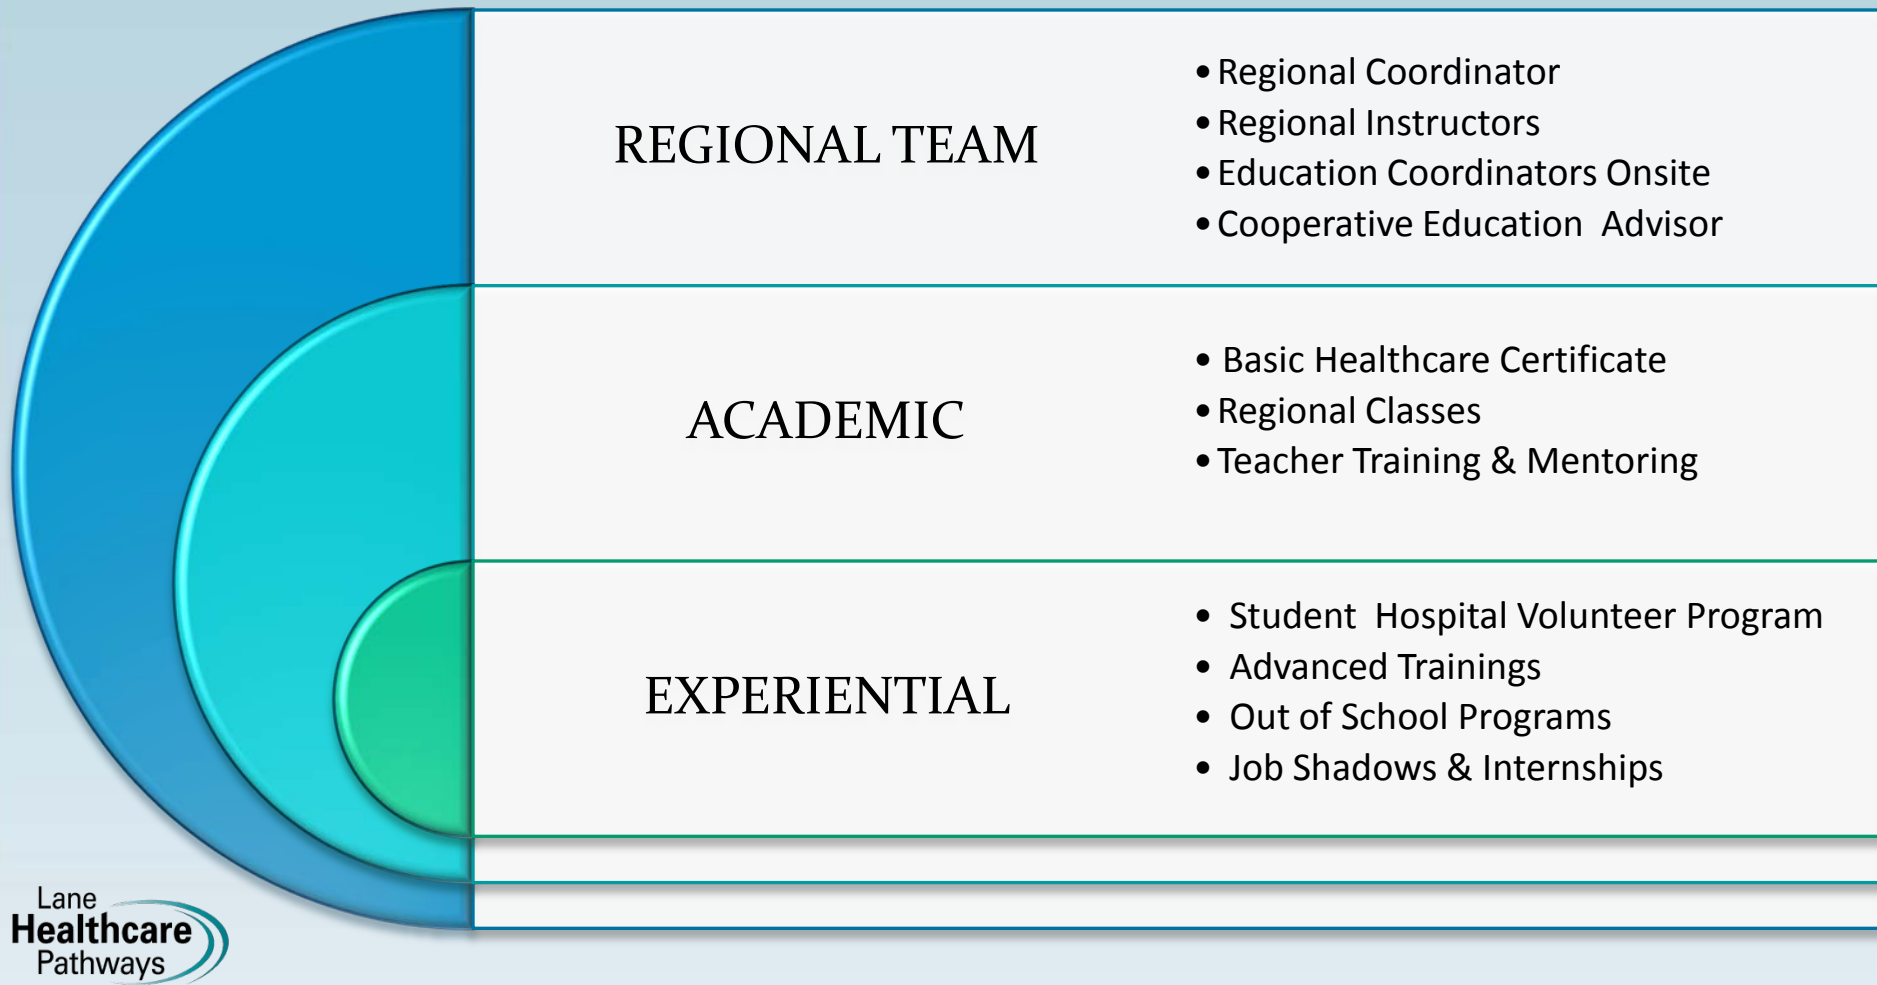 REGIONAL TEAM
• Regional Coordinator
• Regional Instructors
• Education Coordinators Onsite
• Cooperative Education  Advisor
ACADEMIC
• Basic Healthcare Certificate
• Regional Classes
• Teacher Training & Mentoring
EXPERIENTIAL
• Student  Hospital Volunteer Program
• Advanced Trainings
• Out of School Programs
• Job Shadows & Internships
Lane
Healthcare
Pathways